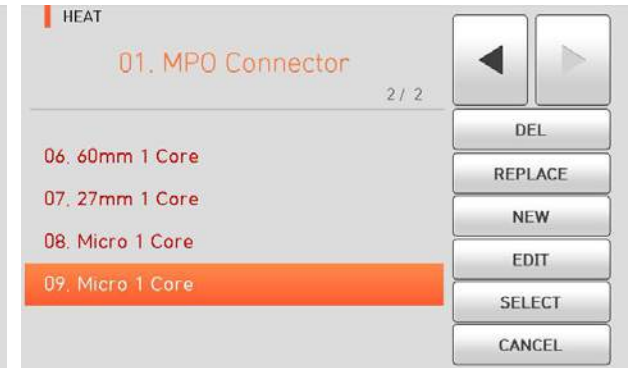 HEAT
01. MPO Connector
2/ 2
06. 60mm 1 Core
07. 27mm 1 Core
08. Micro 1 Core
09. Micro 1 Core
DEL
REPLACE
NEW
EDIT
SELECT
CANCEL